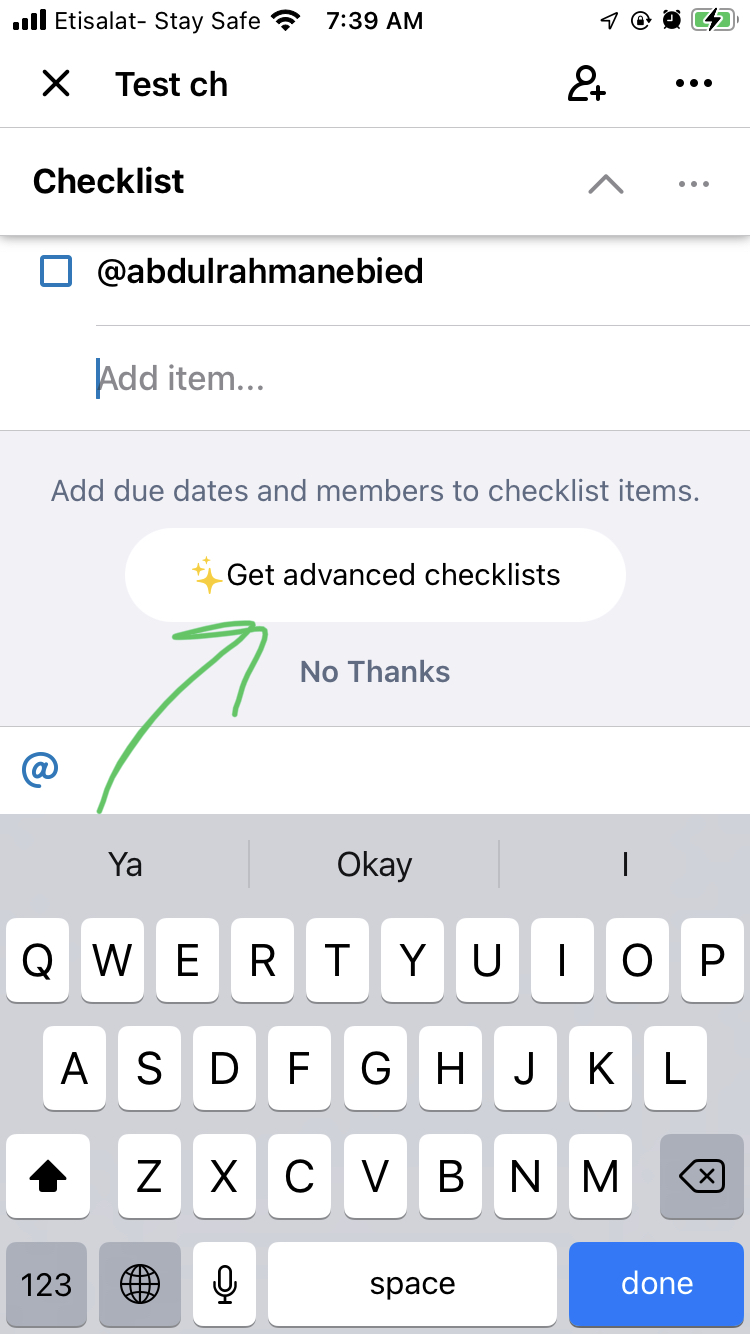 Etisalat- Stay Safe 7:39 AM
Test ch
Checklist
@abdulrahmanebied
Add item...
Add due dates and members to checklist items.
✨Get advanced checklists
No Thanks
@
Ya Okay I
Q W E R T Y U I O P
A S D F G H J K L
Z X C V B N M
123 space done